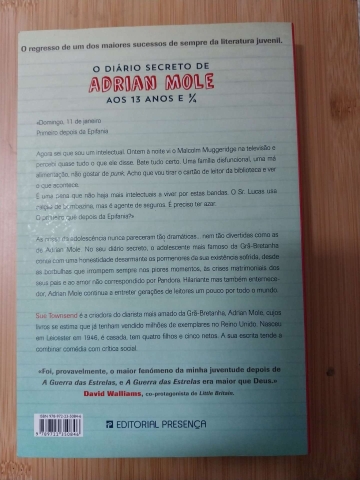 O regresso de um dos maiores sucessos de sempre da literatura juvenil.
O DIÁRIO SECRETO DE
ADRIAN MOLE
AOS 13 ANOS E ¾
«Domingo, 11 de janeiro
Primeiro depois da Epifania
Agora sei que sou um intelectual. Ontem à noite vi o Malcolm Muggeridge na televisão e
percebi quase tudo o que ele disse. Bate tudo certo. Uma família disfuncional, uma má
alimentação, não gostar de punk. Acho que vou tirar o cartão de leitor da biblioteca e ver
o que acontece.
É uma pena que não haja mais intelectuais a viver por estas bandas. O Sr. Lucas usa
de bombazina, mas é agente de seguros. É preciso ter azar.
O primeiro que depois da Epifania?»
As da adolescência nunca pareceram tão dramáticas... nem tão divertidas como as
de Adrian Mole. No seu diário secreto, o adolescente mais famoso da Grã-Bretanha
conta com uma honestidade desarmante os pormenores da sua existência sofrida, desde
as borbulhas que irrompem sempre nos piores momentos, às crises matrimoniais dos
seus pais e ao amor não correspondido por Pandora. Hilariante mas também enternece-
dor, Adrian Mole continua a entreter gerações de leitores um pouco por todo o mundo.
Sue Townsend é a criadora do diarista mais amado da Grã-Bretanha, Adrian Mole, cujos
livros se estima que já tenham vendido milhões de exemplares no Reino Unido. Nasceu
em Leicester em 1946, é casada, tem quatro filhos e cinco netos. A sua escrita tende a
combinar comédia com crítica social.
«Foi, provavelmente, o maior fenómeno da minha juventude depois de
A Guerra das Estrelas, e A Guerra das Estrelas era maior que Deus.»
David Walliams, co-protagonista de Little Britain.
EDITORIAL PRESENÇA